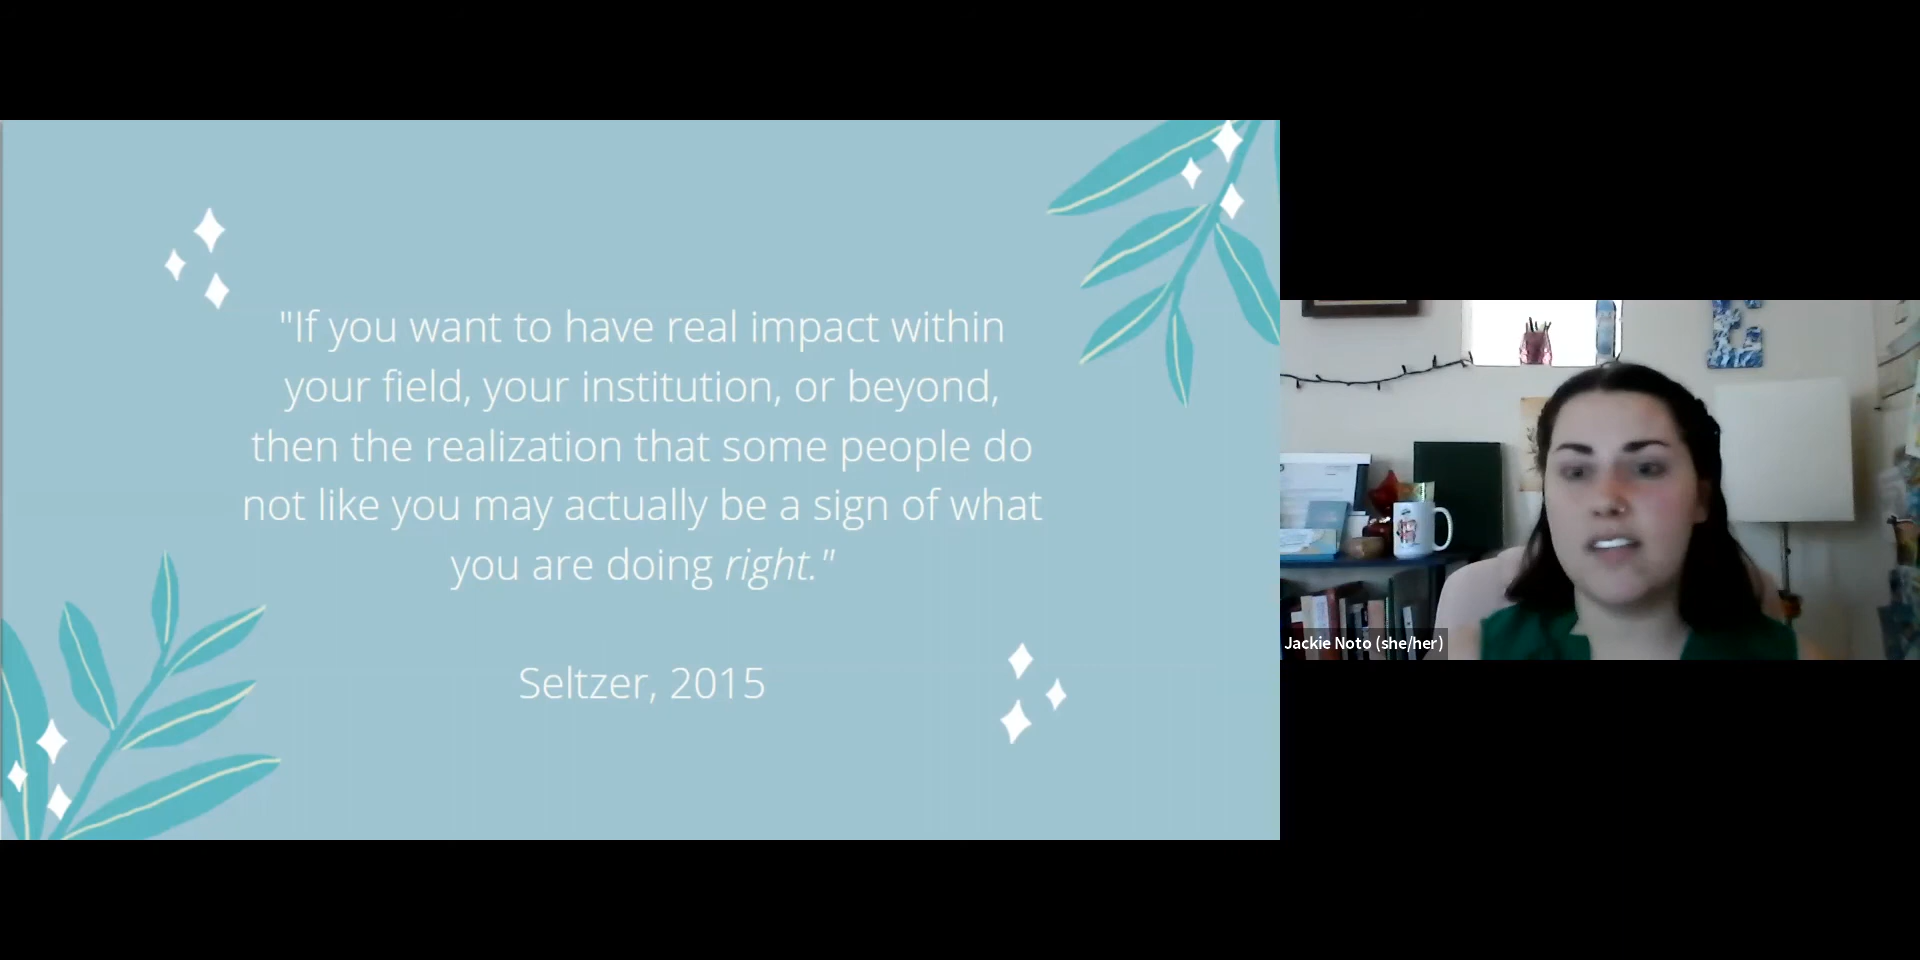 "If you want to have real impact within
your field, your institution, or beyond,
then the realization that some people do
not like you may actually be a sign of what
you are doing right."
Seltzer, 2015
Jackie Noto (she/her)